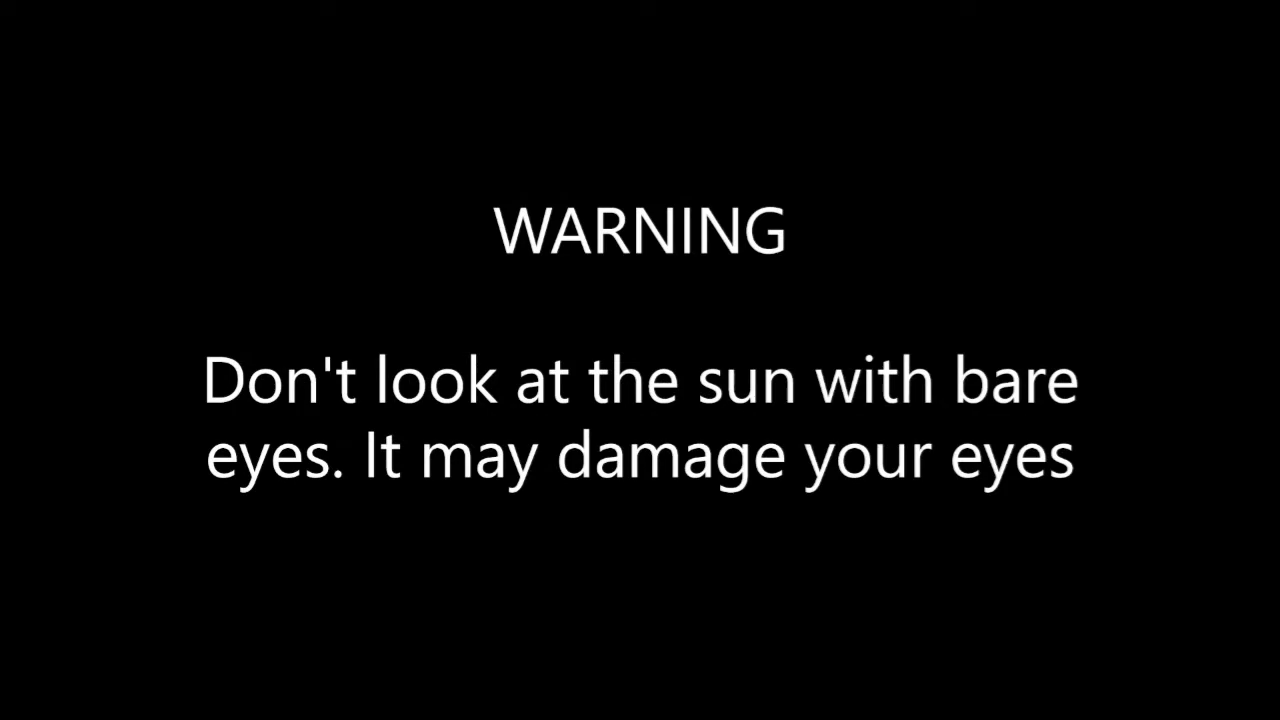 WARNING
Don't look at the sun with bare
eyes. It may damage your eyes